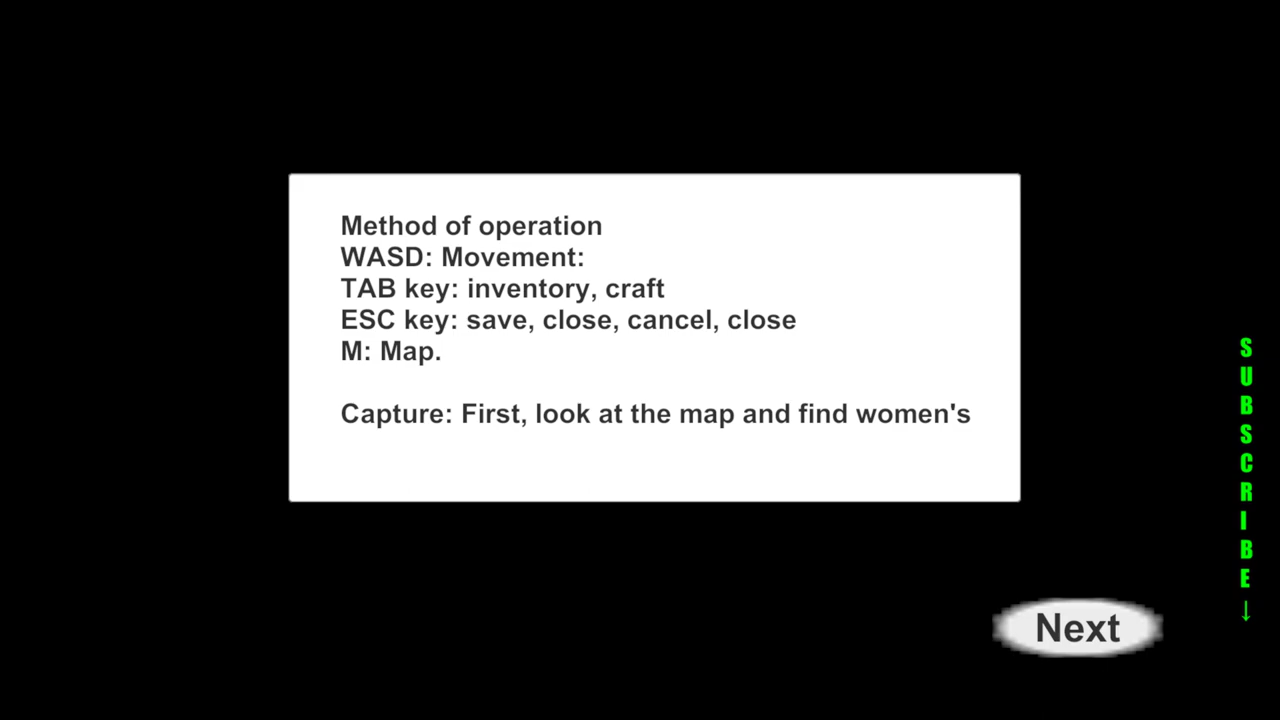 Method of operation
WASD: Movement:
TAB key: inventory, craft
ESC key: save, close, cancel, close
M: Map.
Capture: First, look at the map and find women's
SUBSCRIBE↓
Next